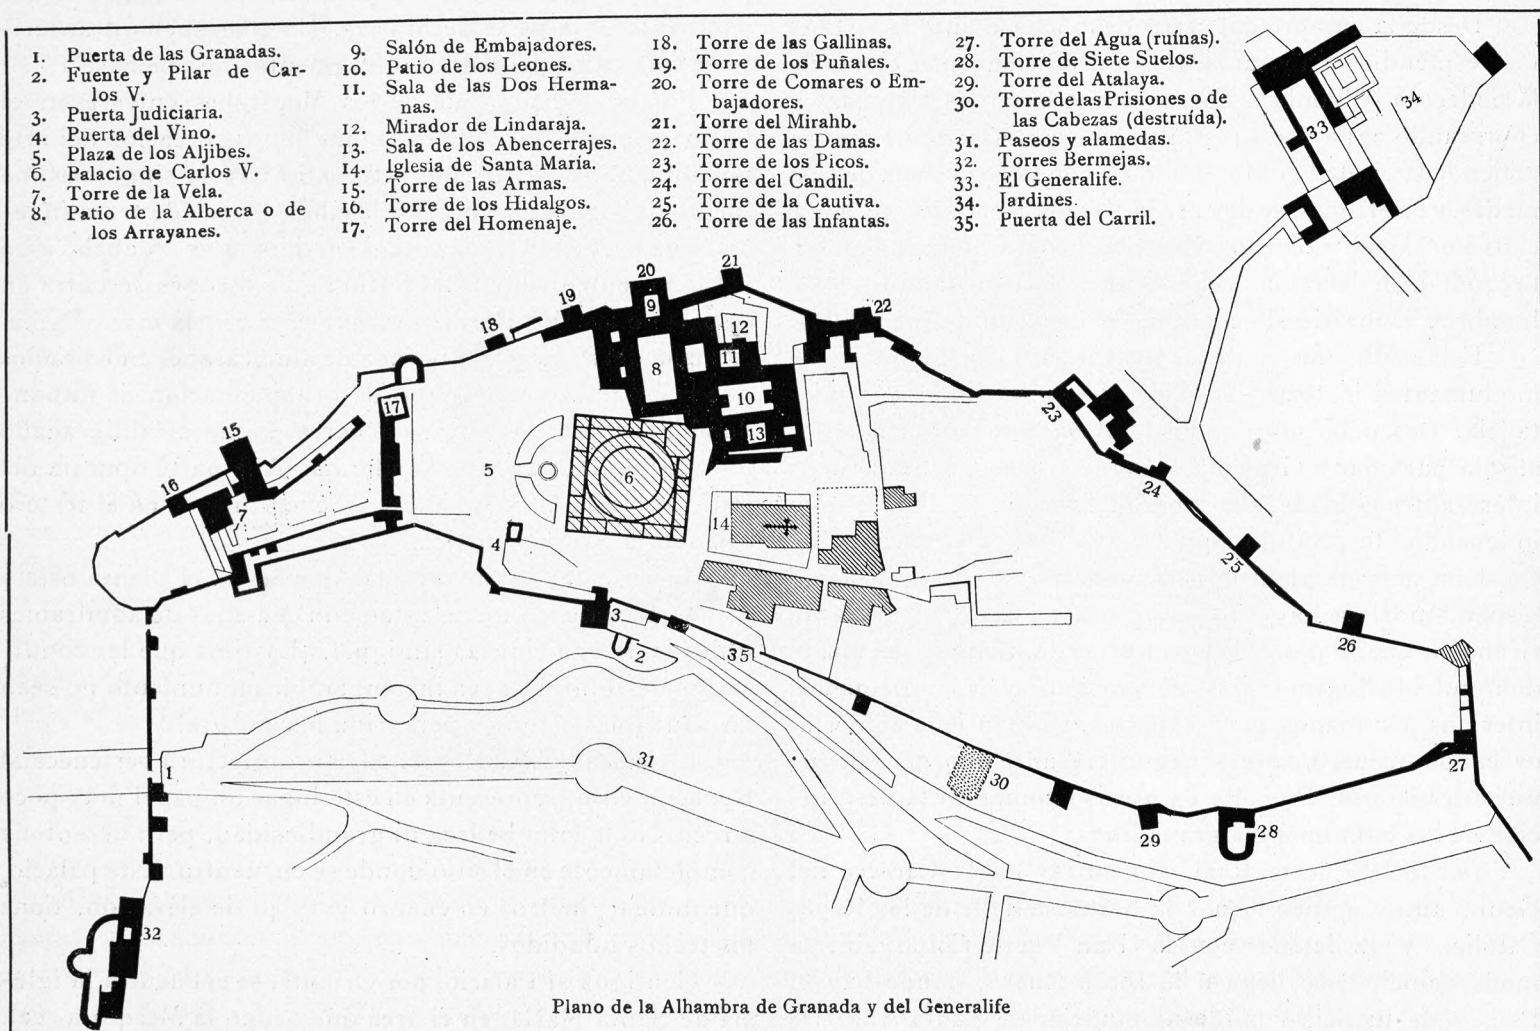 1. Puerta de las Granadas.
2. Fuente y Pilar de Car-
los V.
3. Puerta Judiciaria.
4. Puerta del Vino.
5. Plaza de los Aljibes.
6. Palacio de Carlos V.
7. Torre de la Vela.
8. Patio de la Alberca o de
los Arrayanes.
9. Salón de Embajadores.
10. Patio de los Leones.
11. Sala de las Dos Herma-
nas.
12. Mirador de Lindaraja.
13. Sala de los Abencerrajes.
14. Iglesia de Santa María.
15. Torre de las Armas.
16. Torre de los Hidalgos.
17. Torre del Homenaje.
18. Torre de las Gallinas.
19. Torre de los Puñales.
20. Torre de Comares o Em-
bajadores.
21. Torre del Mirahb.
22. Torre de las Damas.
23. Torre de los Picos.
24. Torre del Candil.
25. Torre de la Cautiva.
26. Torre de las Infantas.
27. Torre del Agua (ruínas).
28. Torre de Siete Suelos.
29. Torre del Atalaya.
30. Torre de las Prisiones o de
las Cabezas (destruída).
31. Paseos y alamedas.
32. Torres Bermejas.
33. El Generalife.
34. Jardines.
35. Pueta del Carril.
34
33
21
20
19
9
22
18
12
11
8
10
17
23
13
15
5
6
24
16
7
14
4
25
3
26
2
35
31
1
27
30
29
28
32
Plano de la Alhambra de Granada y del Generalife